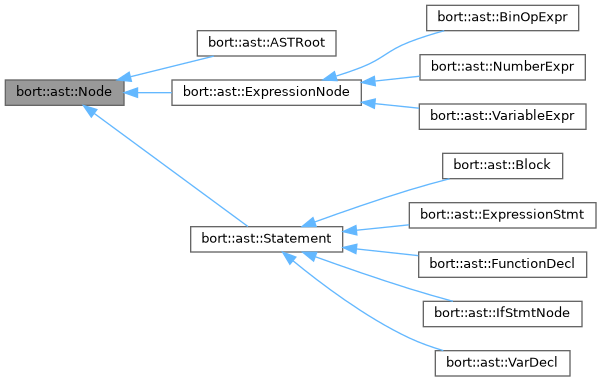 bort::ast::Node
bort::ast::ASTRoot
bort::ast::ExpressionNode
bort::ast::BinOpExpr
bort::ast::NumberExpr
bort::ast::VariableExpr
bort::ast::Statement
bort::ast::Block
bort::ast::ExpressionStmt
bort::ast::FunctionDecl
bort::ast::IfStmtNode
bort::ast::VarDecl